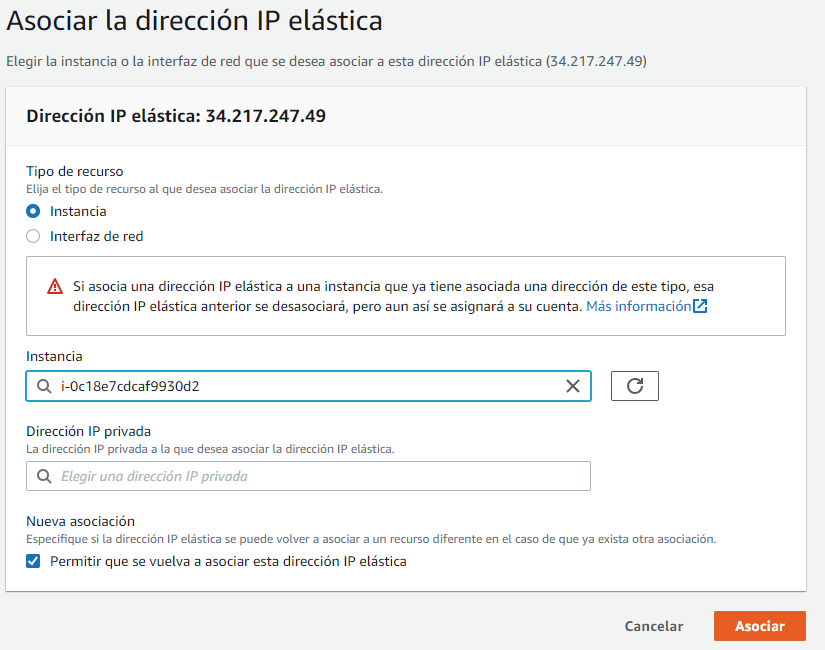 Asociar la dirección IP elástica
Elegir la instancia o la interfaz de red que se desea asociar a esta dirección IP elástica (34.217.247.49)
Dirección IP elástica: 34.217.247.49
Tipo de recurso
Elija el tipo de recurso al que desea asociar la dirección IP elástica.
Instancia
Interfaz de red
Si asocia una dirección IP elástica a una instancia que ya tiene asociada una dirección de este tipo, esa
dirección IP elástica anterior se desasociará, pero aun así se asignará a su cuenta. Más información
Instancia
i-0c18e7cdcaf9930d2
Dirección IP privada
La dirección IP privada a la que desea asociar la dirección IP elástica.
Elegir una dirección IP privada
Nueva asociación
Especifique si la dirección IP elástica se puede volver a asociar a un recurso diferente en el caso de que ya exista otra asociación.
Permitir que se vuelva a asociar esta dirección IP elástica
Cancelar
Asociar